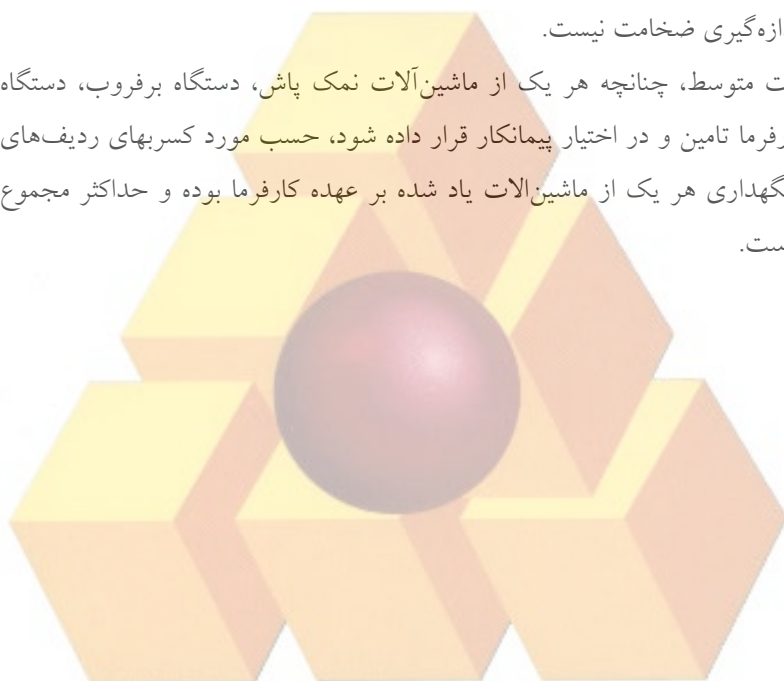 ازه‌گیری ضخامت نیست.
ت متوسط، چنانچه هر یک از ماشین‌آلات نمک پاش، دستگاه برفروب، دستگاه
رفرما تامین و در اختیار پیمانکار قرار داده شود، حسب مورد کسربهای ردیف‌های
گهداری هر یک از ماشین‌الات یاد شده بر عهده کارفرما بوده و حداکثر مجموع
ست.